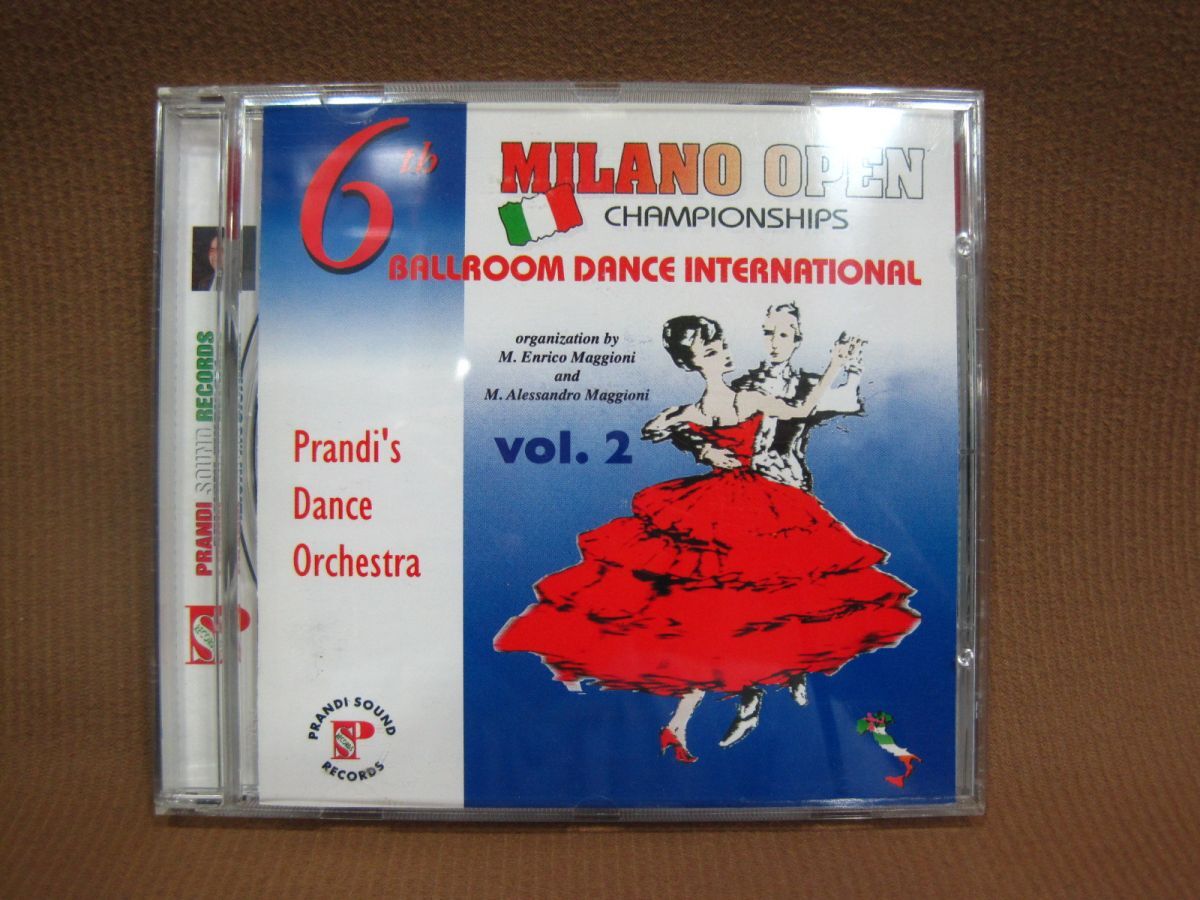 6th
MILANO OPEN
CHAMPIONSHIPS
BALLROOM DANCE INTERNATIONAL
organization by
M. Enrico Maggioni
and
M. Alessandro Maggioni
vol. 2
Prandi's
Dance
Orchestra
PRANDI SOUND
SP
RECORDS
PRANDI SOUND RECORDS